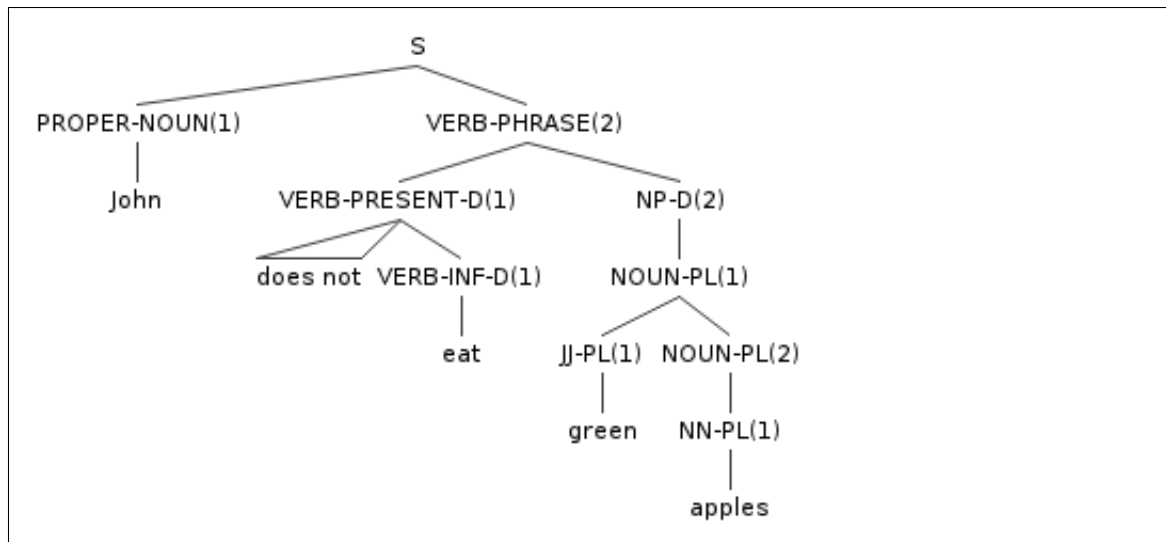 S
PROPER-NOUN(1) VERB-PHRASE(2)
John VERB-PRESENT-D(1) NP-D(2)
does not VERB-INF-D(1) NOUN-PL(1)
eat JJ-PL(1) NOUN-PL(2)
green NN-PL(1)
apples